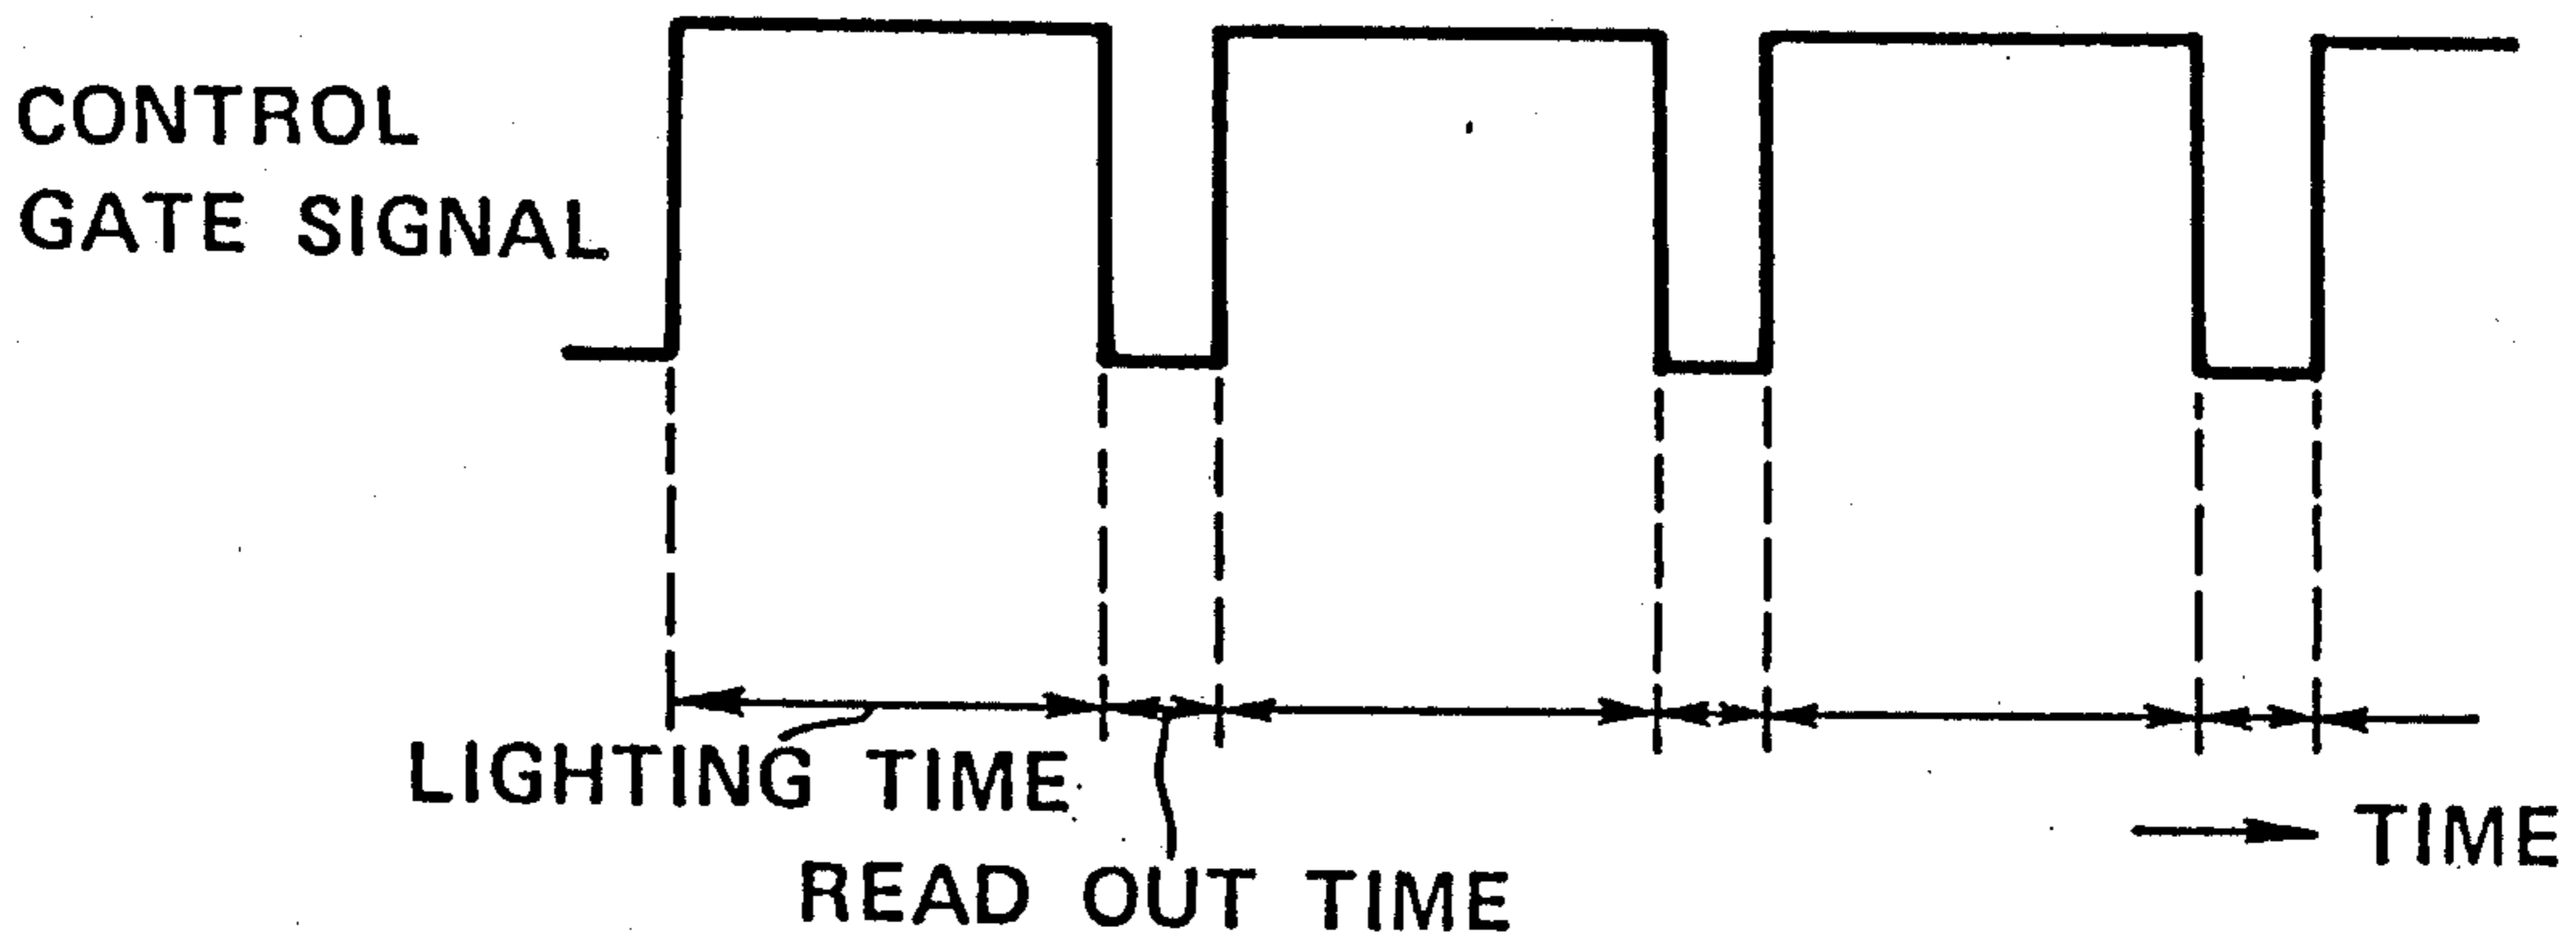 CONTROL
GATE SIGNAL
LIGHTING TIME
READ OUT TIME
TIME